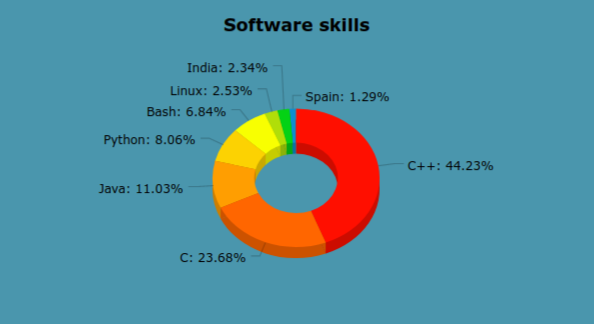 Software skills
India: 2.34%
Linux: 2.53%
Spain: 1.29%
Bash: 6.84%
Python: 8.06%
C++: 44.23%
Java: 11.03%
C: 23.68%